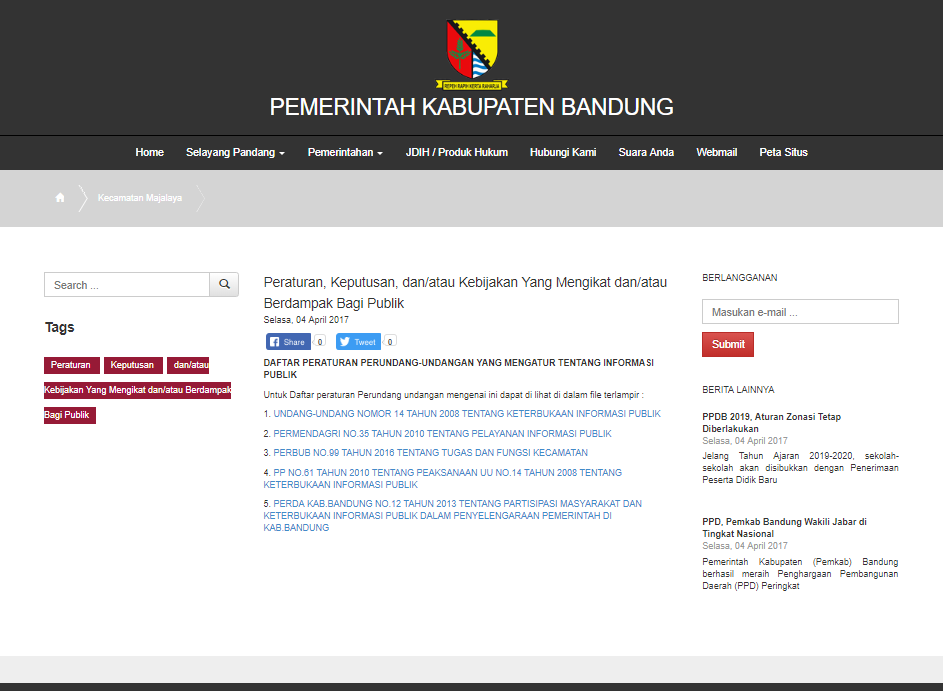 REPEH RAPIH KERTA RAHARJA
PEMERINTAH KABUPATEN BANDUNG
Home Selayang Pandang Pemerintahan JDIH / Produk Hukum Hubungi Kami Suara Anda Webmail Peta Situs
Kecamatan Majalaya
Search ...
Tags
Peraturan Keputusan dan/atau
Kebijakan Yang Mengikat dan/atau Berdampak
Bagi Publik
Peraturan, Keputusan, dan/atau Kebijakan Yang Mengikat dan/atau
Berdampak Bagi Publik
Selasa, 04 April 2017
Share 0 Tweet 0
DAFTAR PERATURAN PERUNDANG-UNDANGAN YANG MENGATUR TENTANG INFORMASI
PUBLIK
Untuk Daftar peraturan Perundang undangan mengenai ini dapat di lihat di dalam file terlampir :
1. UNDANG-UNDANG NOMOR 14 TAHUN 2008 TENTANG KETERBUKAAN INFORMASI PUBLIK
2. PERMENDAGRI NO.35 TAHUN 2010 TENTANG PELAYANAN INFORMASI PUBLIK
3. PERBUB NO.99 TAHUN 2016 TENTANG TUGAS DAN FUNGSI KECAMATAN
4. PP NO.61 TAHUN 2010 TENTANG PEAKSANAAN UU NO.14 TAHUN 2008 TENTANG
KETERBUKAAN INFORMASI PUBLIK
5. PERDA KAB.BANDUNG NO.12 TAHUN 2013 TENTANG PARTISIPASI MASYARAKAT DAN
KETERBUKAAN INFORMASI PUBLIK DALAM PENYELENGARAAN PEMERINTAH DI
KAB.BANDUNG
BERLANGGANAN
Masukan e-mail ...
Submit
BERITA LAINNYA
PPDB 2019, Aturan Zonasi Tetap
Diberlakukan
Selasa, 04 April 2017
Jelang Tahun Ajaran 2019-2020, sekolah-
sekolah akan disibukkan dengan Penerimaan
Peserta Didik Baru
PPD, Pemkab Bandung Wakili Jabar di
Tingkat Nasional
Selasa, 04 April 2017
Pemerintah Kabupaten (Pemkab) Bandung
berhasil meraih Penghargaan Pembangunan
Daerah (PPD) Peringkat